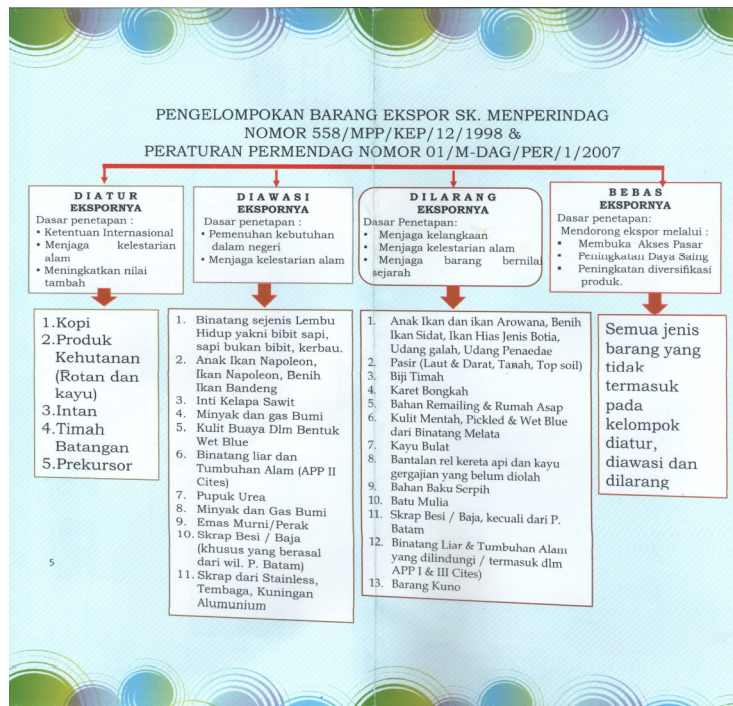 PENGELOMPOKAN BARANG EKSPOR SK. MENPERINDAG
NOMOR 558/MPP/KEP/12/1998 &
PERATURAN PERMENDAG NOMOR 01/M-DAG/PER/1/2007
D I A T U R
EKSPORNYA
Dasar penetapan :
• Ketentuan Internasional
• Menjaga kelestarian
alam
• Meningkatkan nilai
tambah
1.Kopi
2.Produk
Kehutanan
(Rotan dan
kayu)
3.Intan
4.Timah
Batangan
5.Prekursor
D I A W A S I
EKSPORNYA
Dasar penetapan :
• Pemenuhan kebutuhan
dalam negeri
• Menjaga kelestarian alam
1. Binatang sejenis Lembu
Hidup yakni bibit sapi,
sapi bukan bibit, kerbau.
2. Anak Ikan Napoleon,
Ikan Napoleon, Benih
Ikan Bandeng
3. Inti Kelapa Sawit
4. Minyak dan gas Bumi
5. Kulit Buaya Dlm Bentuk
Wet Blue
6. Binatang liar dan
Tumbuhan Alam (APP II
Cites)
7. Pupuk Urea
8. Minyak dan Gas Bumi
9. Emas Murni/Perak
10. Skrap Besi / Baja
(khusus yang berasal
dari wil. P. Batam)
11. Skrap dari Stainless,
Tembaga, Kuningan
Alumunium
D I L A R A N G
EKSPORNYA
Dasar Penetapan:
• Menjaga kelangkaan
• Menjaga kelestarian alam
• Menjaga barang bernilai
sejarah
1. Anak Ikan dan ikan Arowana, Benih
Ikan Sidat, Ikan Hias Jenis Botia,
Udang galah, Udang Penaedae
2. Pasir (Laut & Darat, Tanah, Top soil)
3. Biji Timah
4. Karet Bongkah
5. Bahan Remailing & Rumah Asap
6. Kulit Mentah, Pickled & Wet Blue
dari Binatang Melata
7. Kayu Bulat
8. Bantalan rel kereta api dan kayu
gergajian yang belum diolah
9. Bahan Baku Serpih
10. Batu Mulia
11. Skrap Besi / Baja, kecuali dari P.
Batam
12. Binatang Liar & Tumbuhan Alam
yang dilindungi / termasuk dlm
APP I & III Cites)
13. Barang Kuno
B E B A S
EKSPORNYA
Dasar penetapan:
Mendorong ekspor melalui :
▪ Membuka Akses Pasar
▪ Peningkatan Daya Saing
▪ Peningkatan diversifikasi
produk.
Semua jenis
barang yang
tidak
termasuk
pada
kelompok
diatur,
diawasi dan
dilarang
5